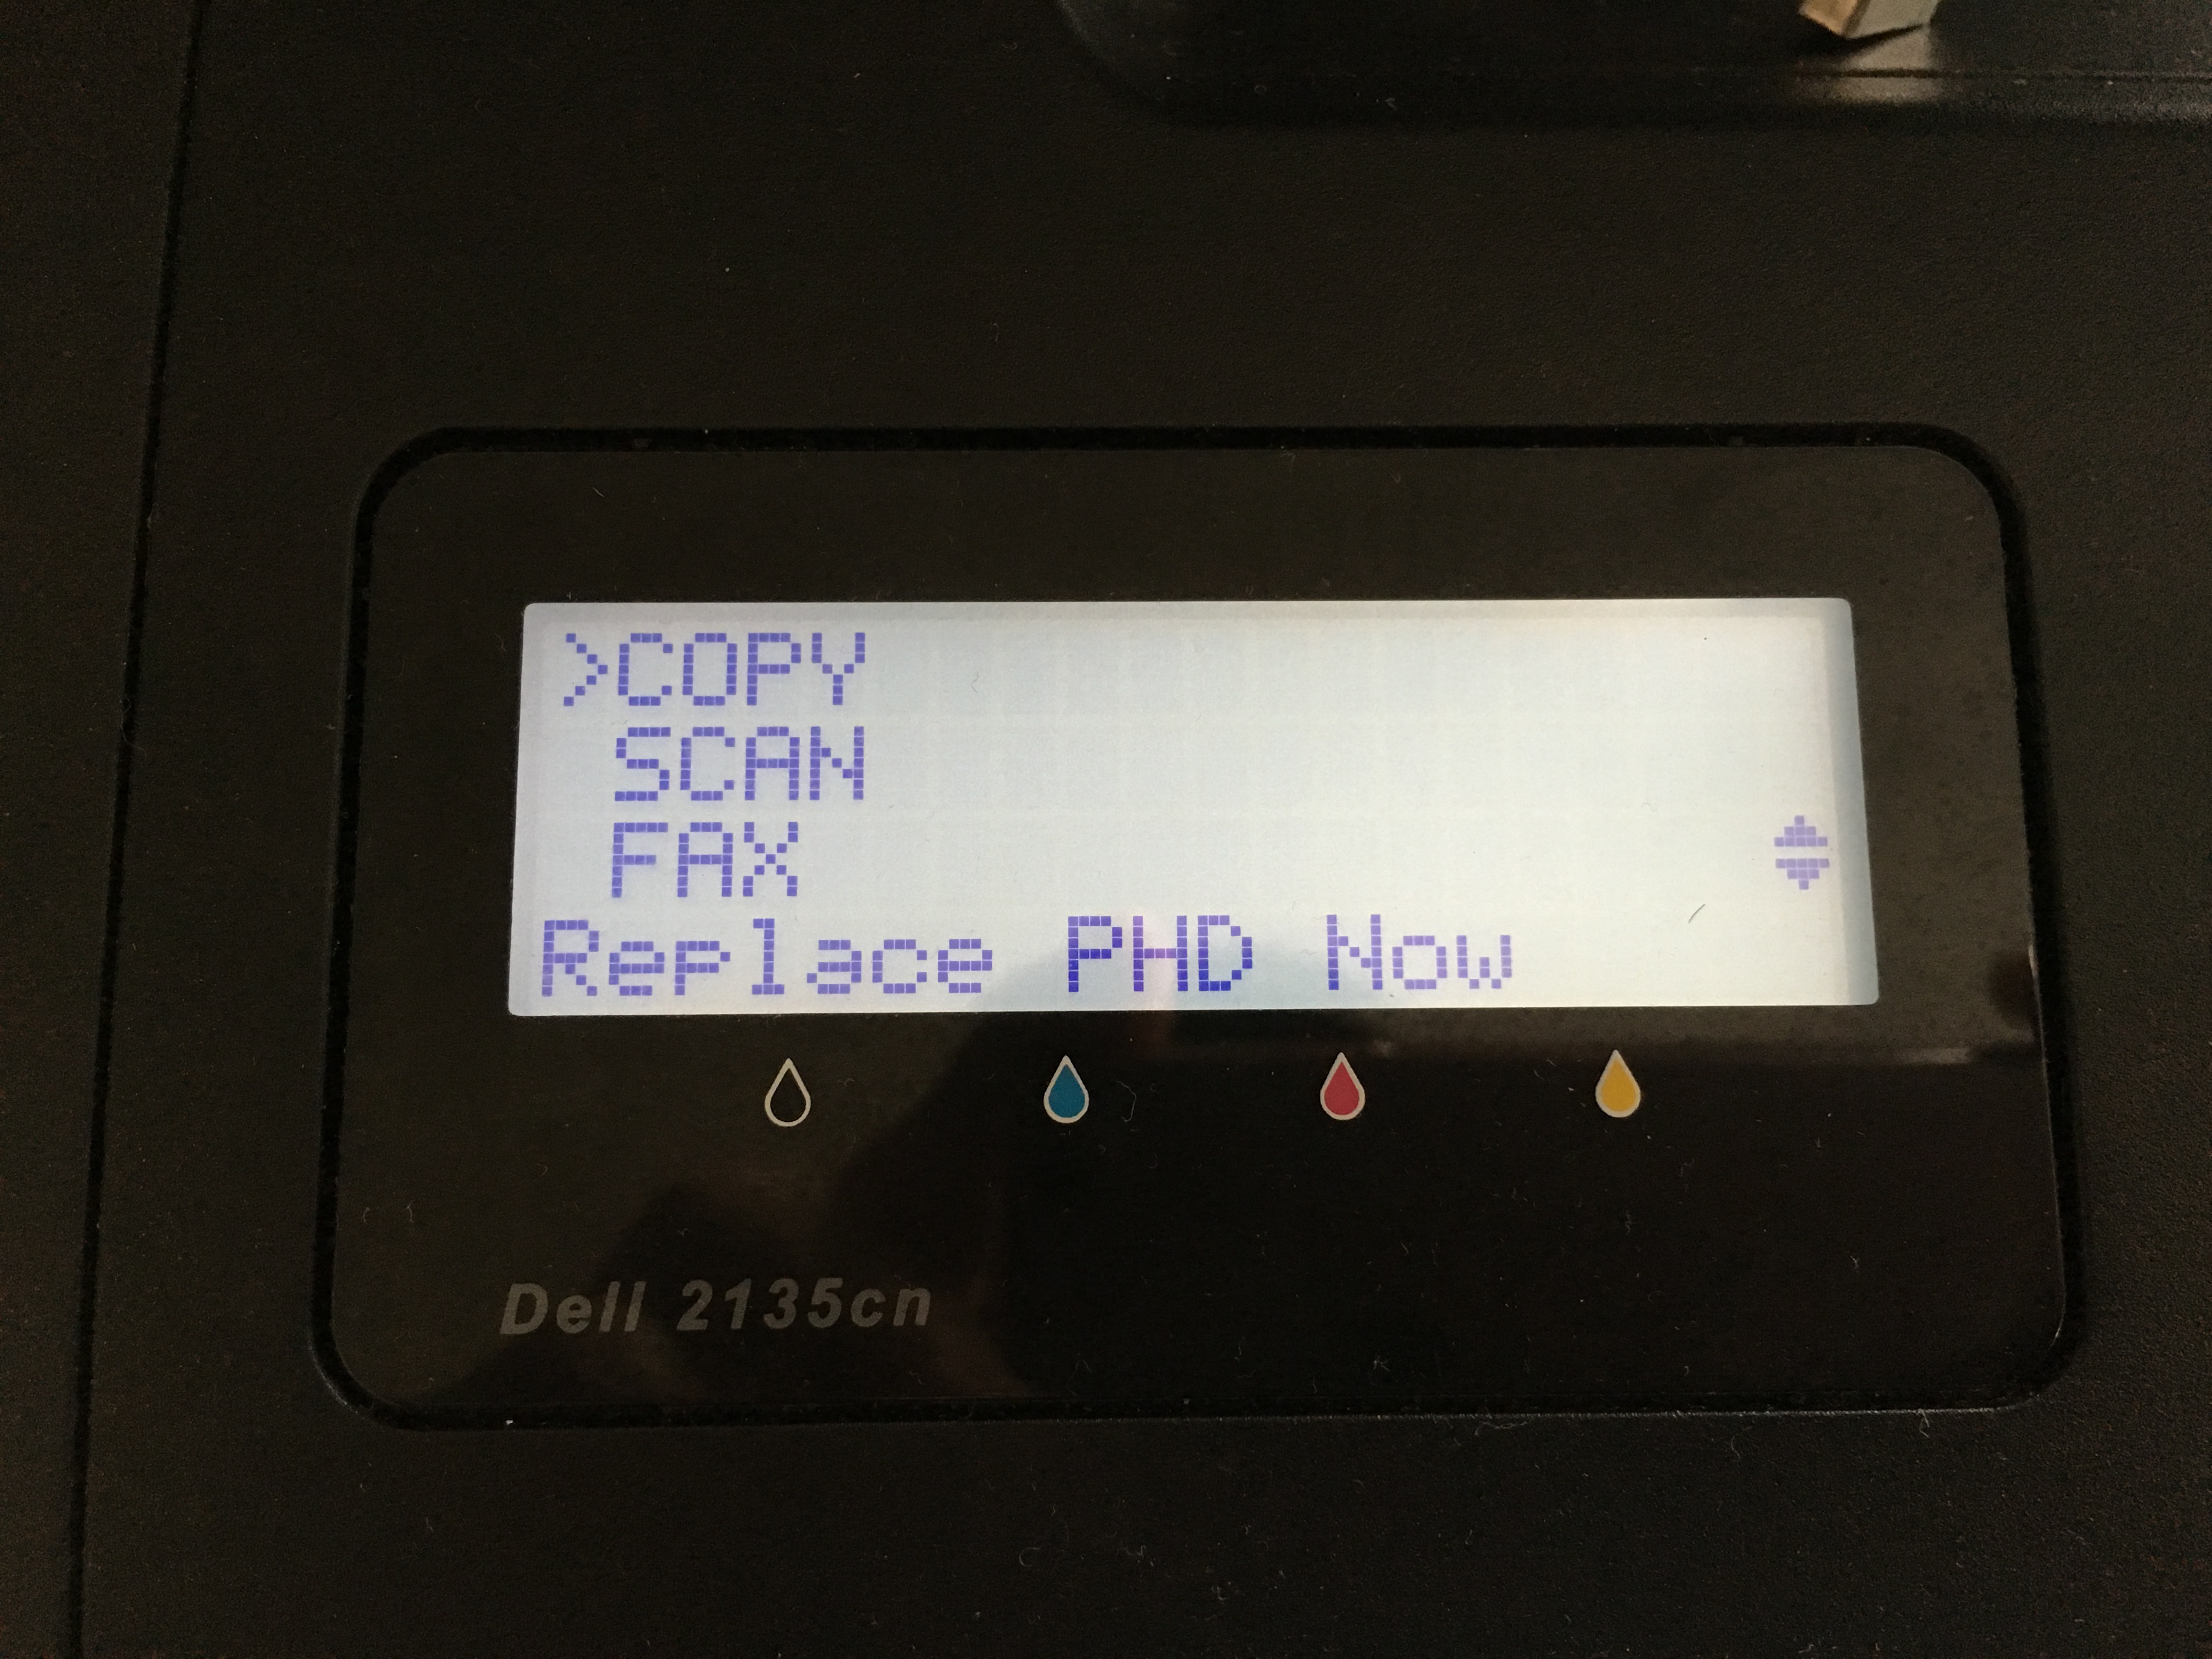 >COPY
SCAN
FAX
Replace PHD Now
Dell 2135cn